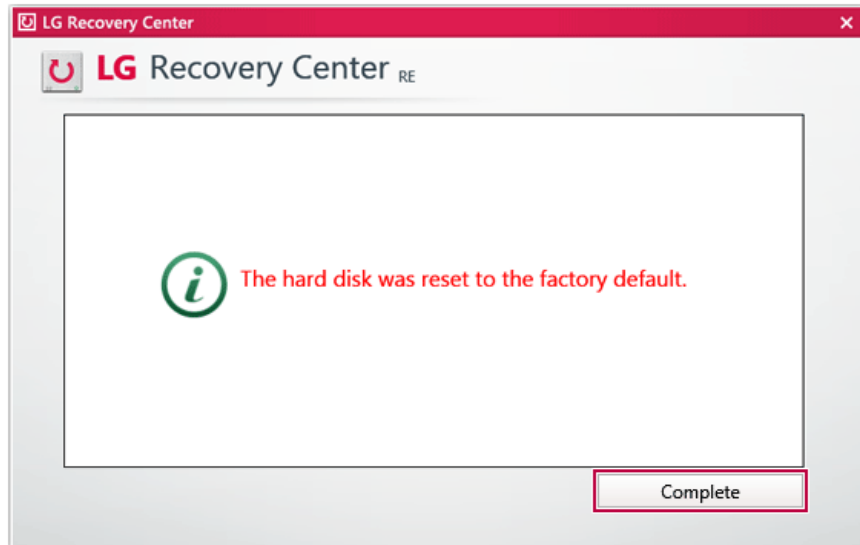 LG Recovery Center
LG Recovery Center RE
The hard disk was reset to the factory default.
Complete